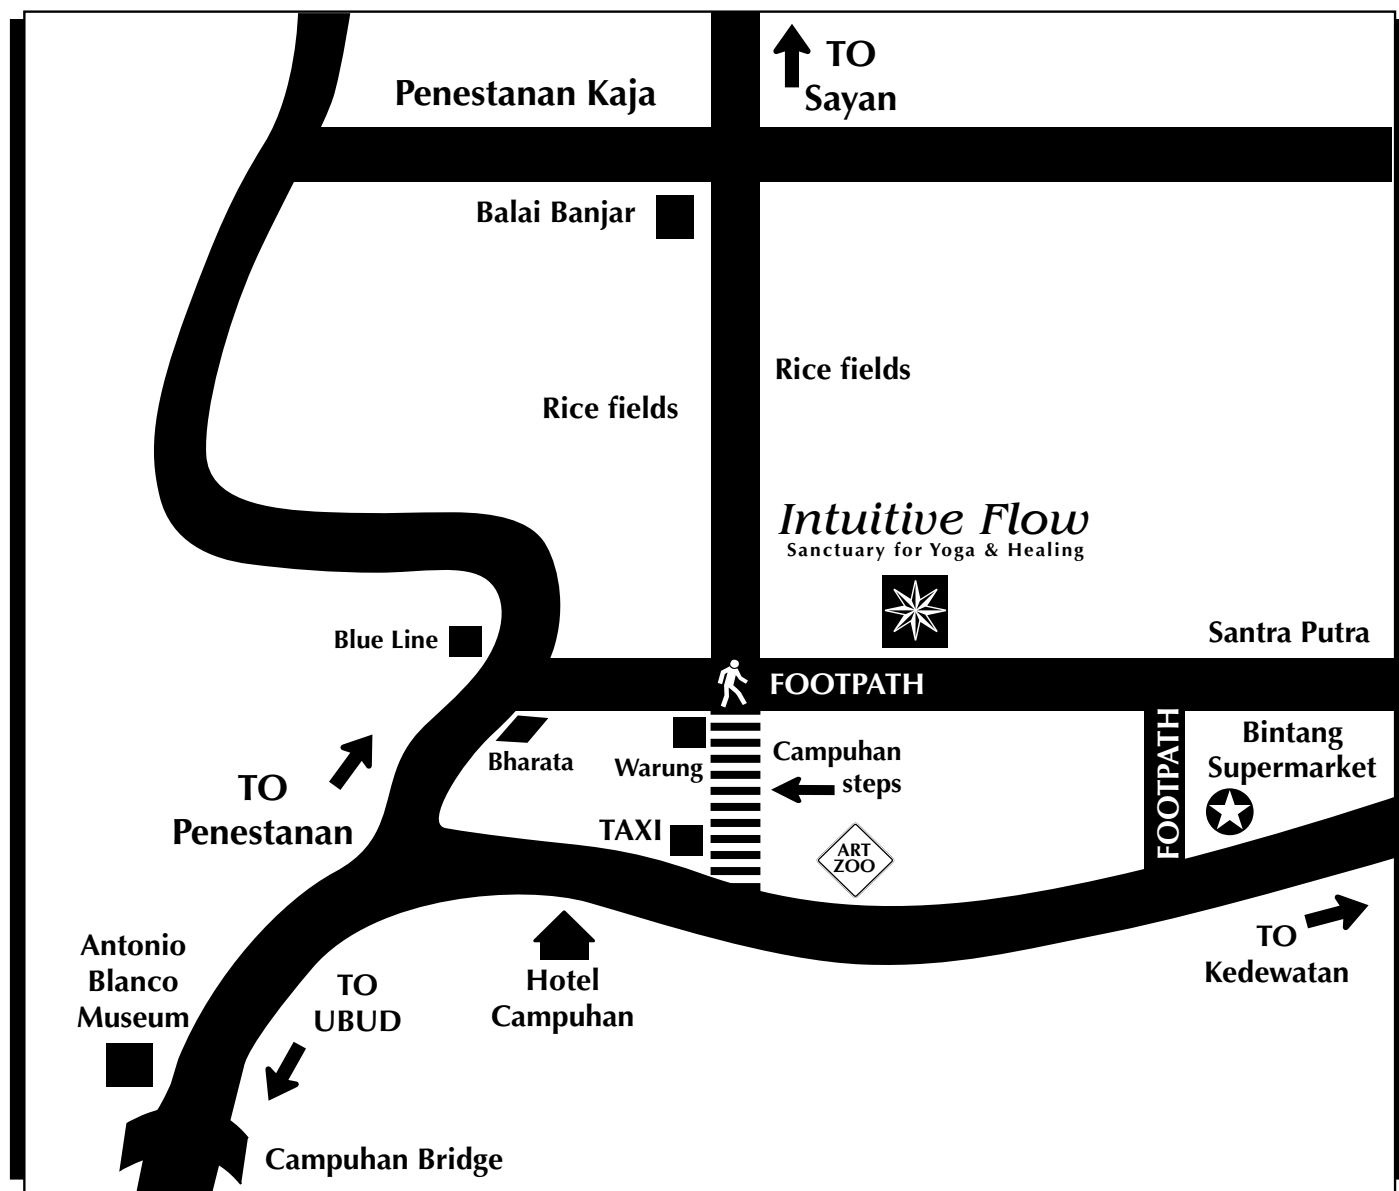 TO
Sayan
Penestanan Kaja
Balai Banjar
Rice fields
Rice fields
Intuitive Flow
Sanctuary for Yoga & Healing
Blue Line
Santra Putra
FOOTPATH
Bharata
Warung
Campuhan
steps
FOOTPATH
Bintang
Supermarket
TO
Penestanan
TAXI
ART
ZOO
Antonio
Blanco
Museum
TO
UBUD
Hotel
Campuhan
TO
Kedewatan
Campuhan Bridge